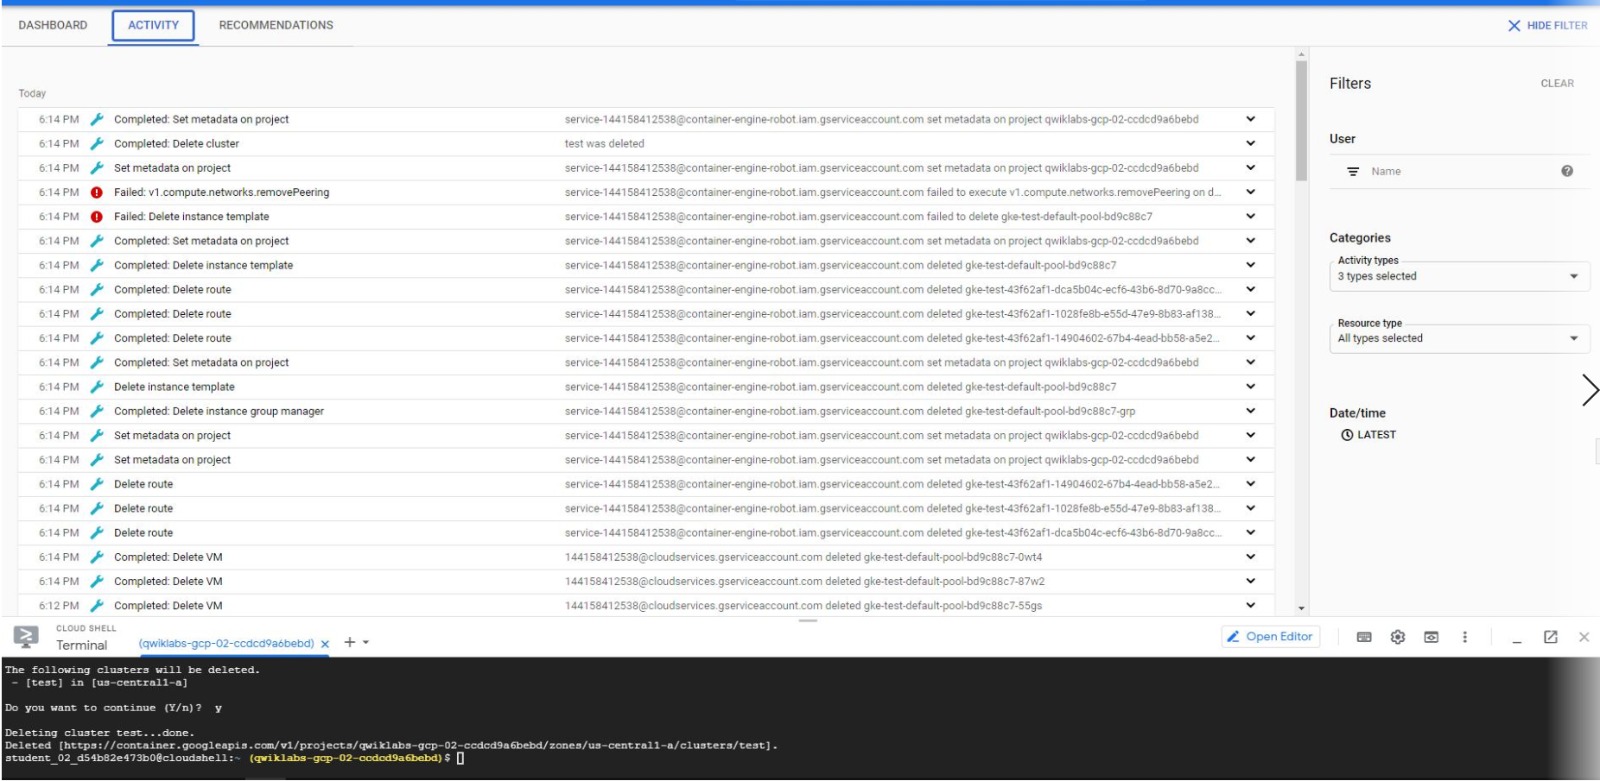 DASHBOARD ACTIVITY RECOMMENDATIONS HIDE FILTER
Today
6:14 PM Completed: Set metadata on project service-144158412538@container-engine-robot.iam.gserviceaccount.com set metadata on project qwiklabs-gcp-02-ccdcd9a6bebd
6:14 PM Completed: Delete cluster test was deleted
6:14 PM Set metadata on project service-144158412538@container-engine-robot.iam.gserviceaccount.com set metadata on project qwiklabs-gcp-02-ccdcd9a6bebd
6:14 PM Failed: v1.compute.networks.removePeering service-144158412538@container-engine-robot.iam.gserviceaccount.com failed to execute v1.compute.networks.removePeering on d...
6:14 PM Failed: Delete instance template service-144158412538@container-engine-robot.iam.gserviceaccount.com failed to delete gke-test-default-pool-bd9c88c7
6:14 PM Completed: Set metadata on project service-144158412538@container-engine-robot.iam.gserviceaccount.com set metadata on project qwiklabs-gcp-02-ccdcd9a6bebd
6:14 PM Completed: Delete instance template service-144158412538@container-engine-robot.iam.gserviceaccount.com deleted gke-test-default-pool-bd9c88c7
6:14 PM Completed: Delete route service-144158412538@container-engine-robot.iam.gserviceaccount.com deleted gke-test-43f62af1-dca5b04c-ecf6-43b6-8d70-9a8cc...
6:14 PM Completed: Delete route service-144158412538@container-engine-robot.iam.gserviceaccount.com deleted gke-test-43f62af1-1028fe8b-e55d-47e9-8b83-af138...
6:14 PM Completed: Delete route service-144158412538@container-engine-robot.iam.gserviceaccount.com deleted gke-test-43f62af1-14904602-67b4-4ead-bb58-a5e2...
6:14 PM Completed: Set metadata on project service-144158412538@container-engine-robot.iam.gserviceaccount.com set metadata on project qwiklabs-gcp-02-ccdcd9a6bebd
6:14 PM Delete instance template service-144158412538@container-engine-robot.iam.gserviceaccount.com deleted gke-test-default-pool-bd9c88c7
6:14 PM Completed: Delete instance group manager service-144158412538@container-engine-robot.iam.gserviceaccount.com deleted gke-test-default-pool-bd9c88c7-grp
6:14 PM Set metadata on project service-144158412538@container-engine-robot.iam.gserviceaccount.com set metadata on project qwiklabs-gcp-02-ccdcd9a6bebd
6:14 PM Set metadata on project service-144158412538@container-engine-robot.iam.gserviceaccount.com set metadata on project qwiklabs-gcp-02-ccdcd9a6bebd
6:14 PM Delete route service-144158412538@container-engine-robot.iam.gserviceaccount.com deleted gke-test-43f62af1-14904602-67b4-4ead-bb58-a5e2...
6:14 PM Delete route service-144158412538@container-engine-robot.iam.gserviceaccount.com deleted gke-test-43f62af1-1028fe8b-e55d-47e9-8b83-af138...
6:14 PM Delete route service-144158412538@container-engine-robot.iam.gserviceaccount.com deleted gke-test-43f62af1-dca5b04c-ecf6-43b6-8d70-9a8cc...
6:14 PM Completed: Delete VM 144158412538@cloudservices.gserviceaccount.com deleted gke-test-default-pool-bd9c88c7-0wt4
6:14 PM Completed: Delete VM 144158412538@cloudservices.gserviceaccount.com deleted gke-test-default-pool-bd9c88c7-87w2
6:12 PM Completed: Delete VM 144158412538@cloudservices.gserviceaccount.com deleted gke-test-default-pool-bd9c88c7-55gs
Filters CLEAR
User
Name
Categories
Activity types
3 types selected
Resource type
All types selected
Date/time
LATEST
CLOUD SHELL
Terminal (qwiklabs-gcp-02-ccdcd9a6bebd) Open Editor
The following clusters will be deleted.
- [test] in [us-central1-a]
Do you want to continue (Y/n)? y
Deleting cluster test...done.
Deleted [https://container.googleapis.com/v1/projects/qwiklabs-gcp-02-ccdcd9a6bebd/zones/us-central1-a/clusters/test].
student_02_d54b82e473b0@cloudshell:~ (qwiklabs-gcp-02-ccdcd9a6bebd)$